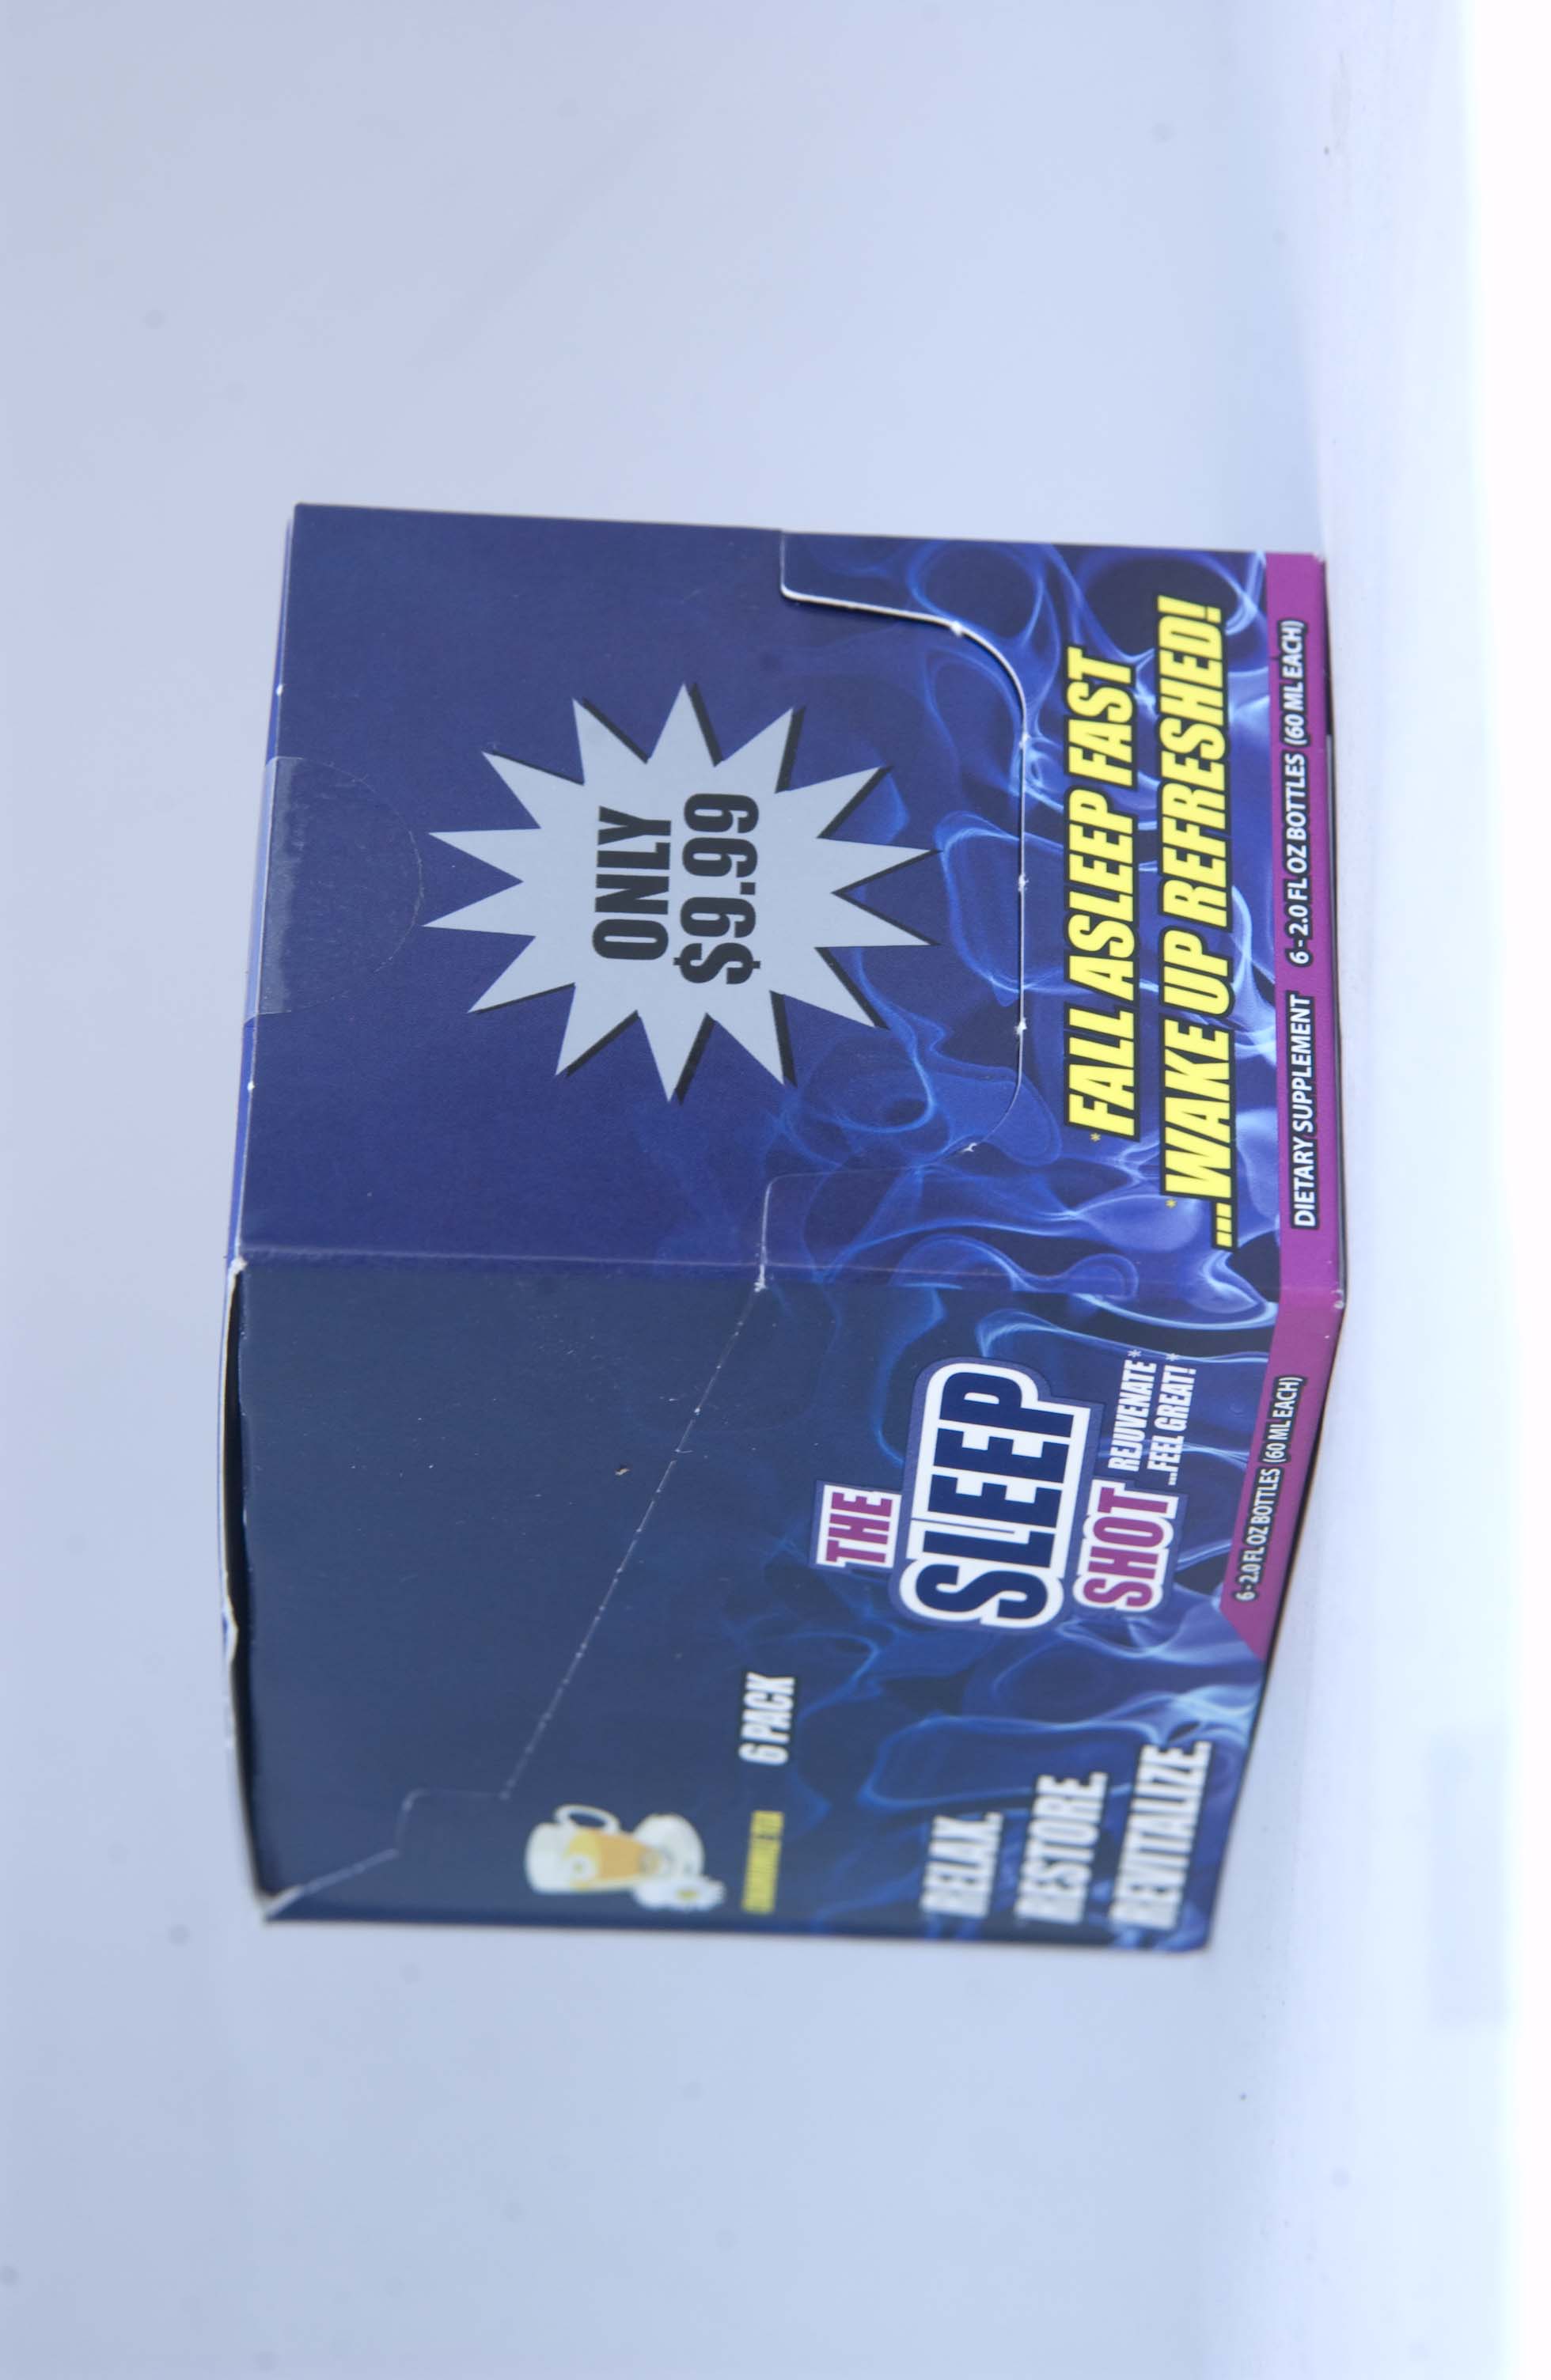 CHAMOMILE TEA
6 PACK
RELAX.
RESTORE.
REVITALIZE.
THE
SLEEP
SHOT
REJUVENATE*
...FEEL GREAT!*
6-2.0 FL OZ BOTTLES (60 ML EACH)
ONLY
$9.99
*FALL ASLEEP FAST
*...WAKE UP REFRESHED!
DIETARY SUPPLEMENT 6-2.0 FL OZ BOTTLES (60 ML EACH)